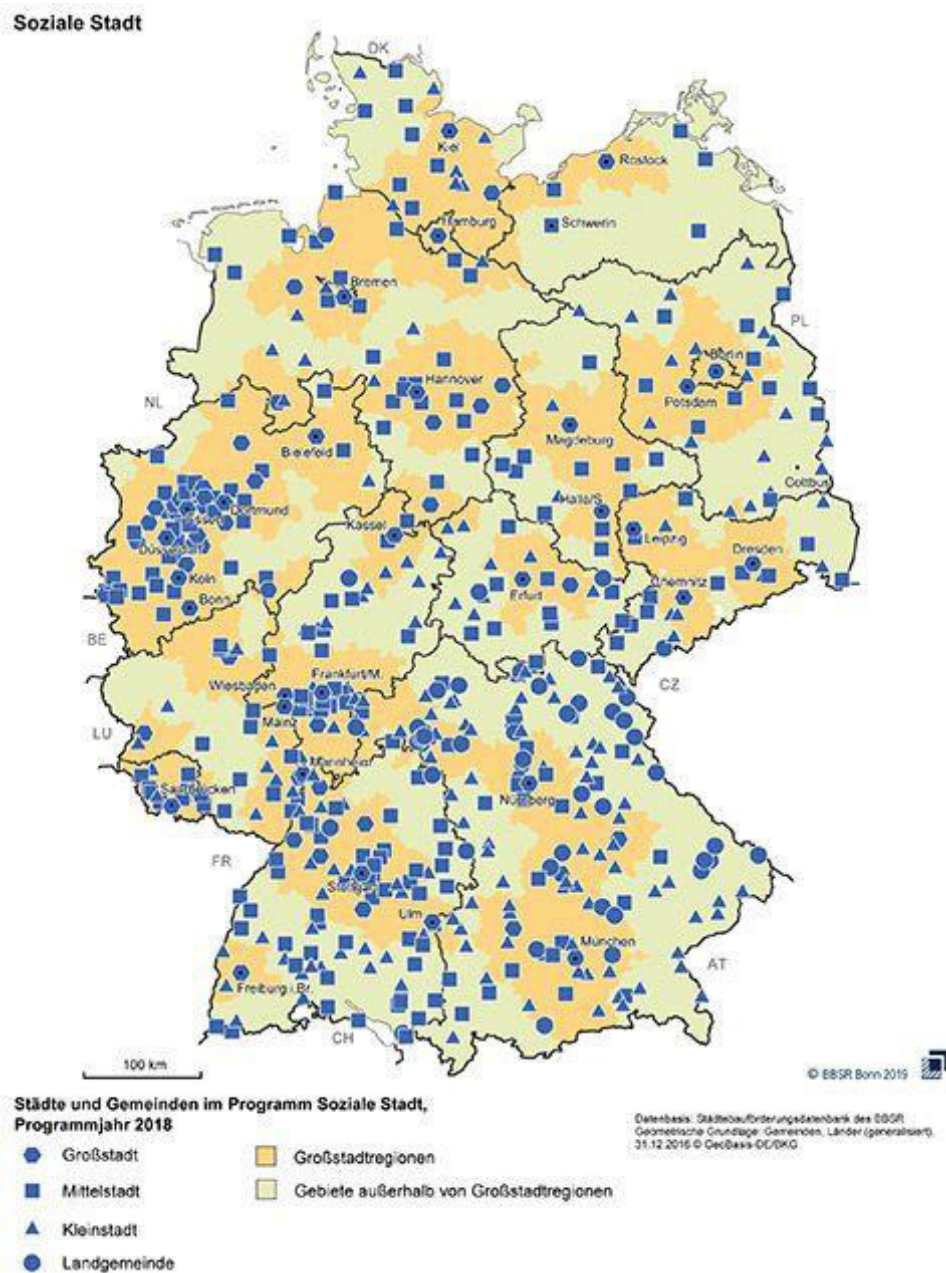 Soziale Stadt
DK
Kiel
Rostock
Hamburg
Schwerin
Bremen
PL
Berlin
Hannover
Potsdam
NL
Magdeburg
Bielefeld
Cottbus
Halle/S.
Dortmund
Essen
Kassel
Leipzig
Düsseldorf
Dresden
Köln
Chemnitz
Erfurt
Bonn
BE
Frankfurt/M.
Wiesbaden
CZ
Mainz
LU
Mannheim
Saarbrücken
Nürnberg
FR
Stuttgart
Ulm
München
AT
Freiburg i.Br.
CH
100 km
© BBSR Bonn 2019
Städte und Gemeinden im Programm Soziale Stadt,
Programmjahr 2018
Datenbasis: Städtebauförderungsdatenbank des BBSR
Geometrische Grundlage: Gemeinden, Länder (generalisiert),
31.12.2016 © GeoBasis-DE/BKG
Großstadt
Großstadtregionen
Mittelstadt
Gebiete außerhalb von Großstadtregionen
Kleinstadt
Landgemeinde